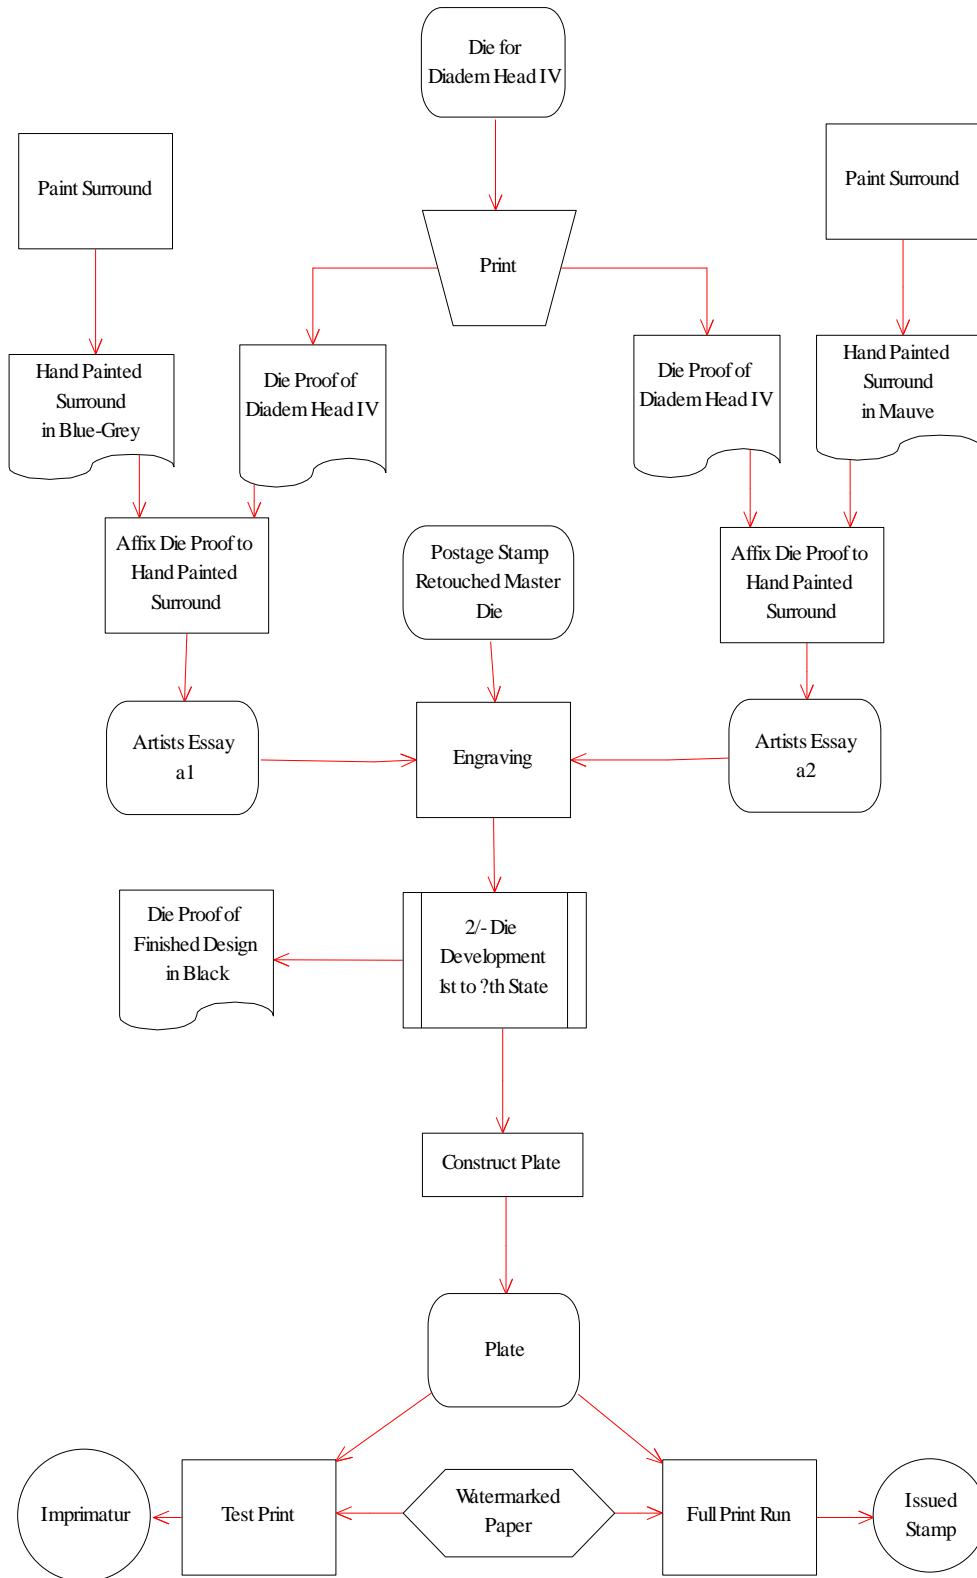 Die for
Diadem Head IV
Paint Surround
Paint Surround
Print
Hand Painted
Surround
in Blue-Grey
Die Proof of
Diadem Head IV
Die Proof of
Diadem Head IV
Hand Painted
Surround
in Mauve
Affix Die Proof to
Hand Painted
Surround
Postage Stamp
Retouched Master
Die
Affix Die Proof to
Hand Painted
Surround
Artists Essay
a1
Engraving
Artists Essay
a2
Die Proof of
Finished Design
in Black
2/- Die
Development
1st to ?th State
Construct Plate
Plate
Imprimatur
Test Print
Watermarked
Paper
Full Print Run
Issued
Stamp